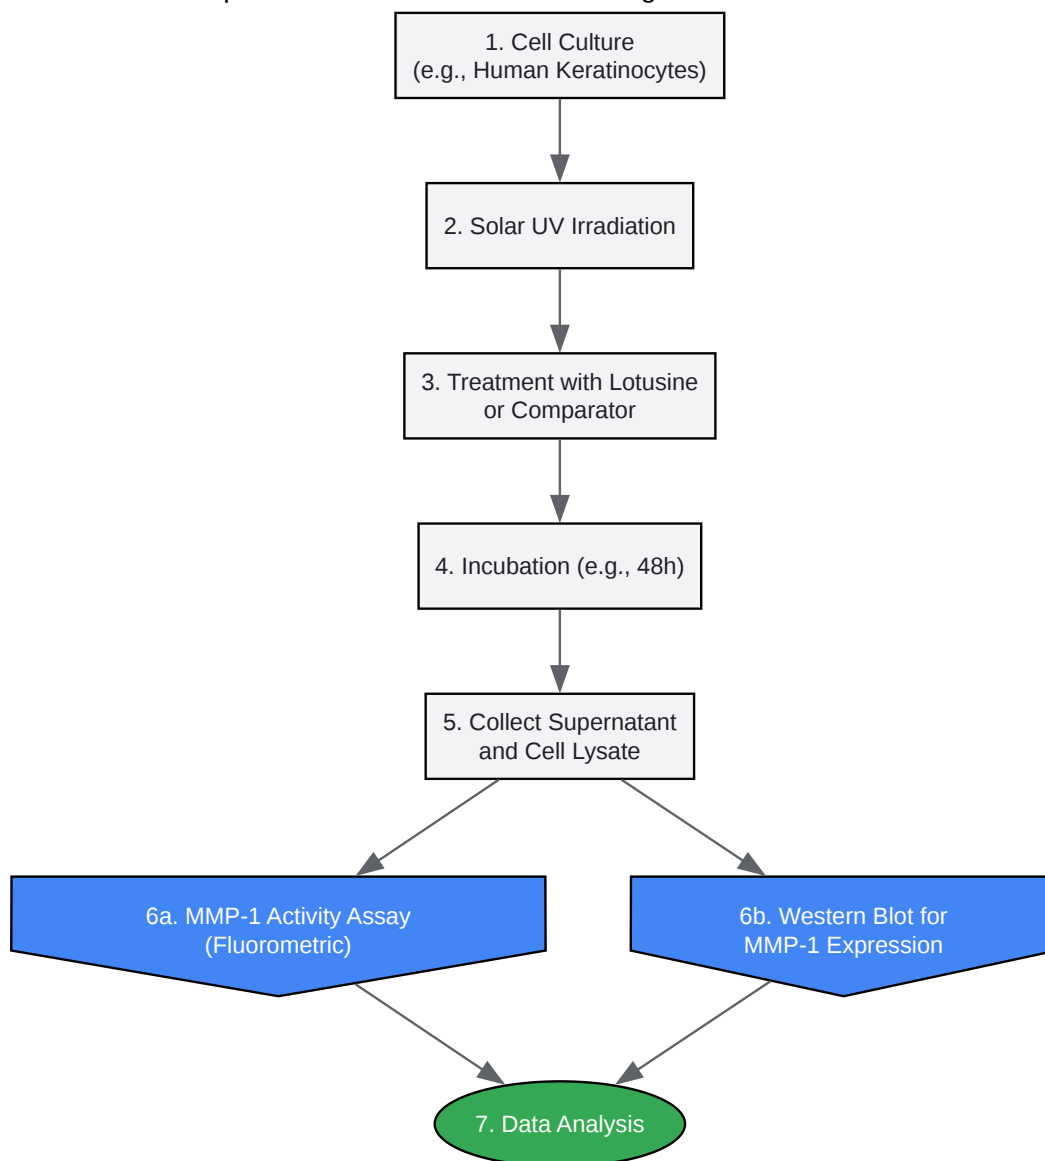 1. Cell Culture
(e.g., Human Keratinocytes)
2. Solar UV Irradiation
3. Treatment with Lotusine
or Comparator
4. Incubation (e.g., 48h)
5. Collect Supernatant
and Cell Lysate
6a. MMP-1 Activity Assay
(Fluorometric)
6b. Western Blot for
MMP-1 Expression
7. Data Analysis